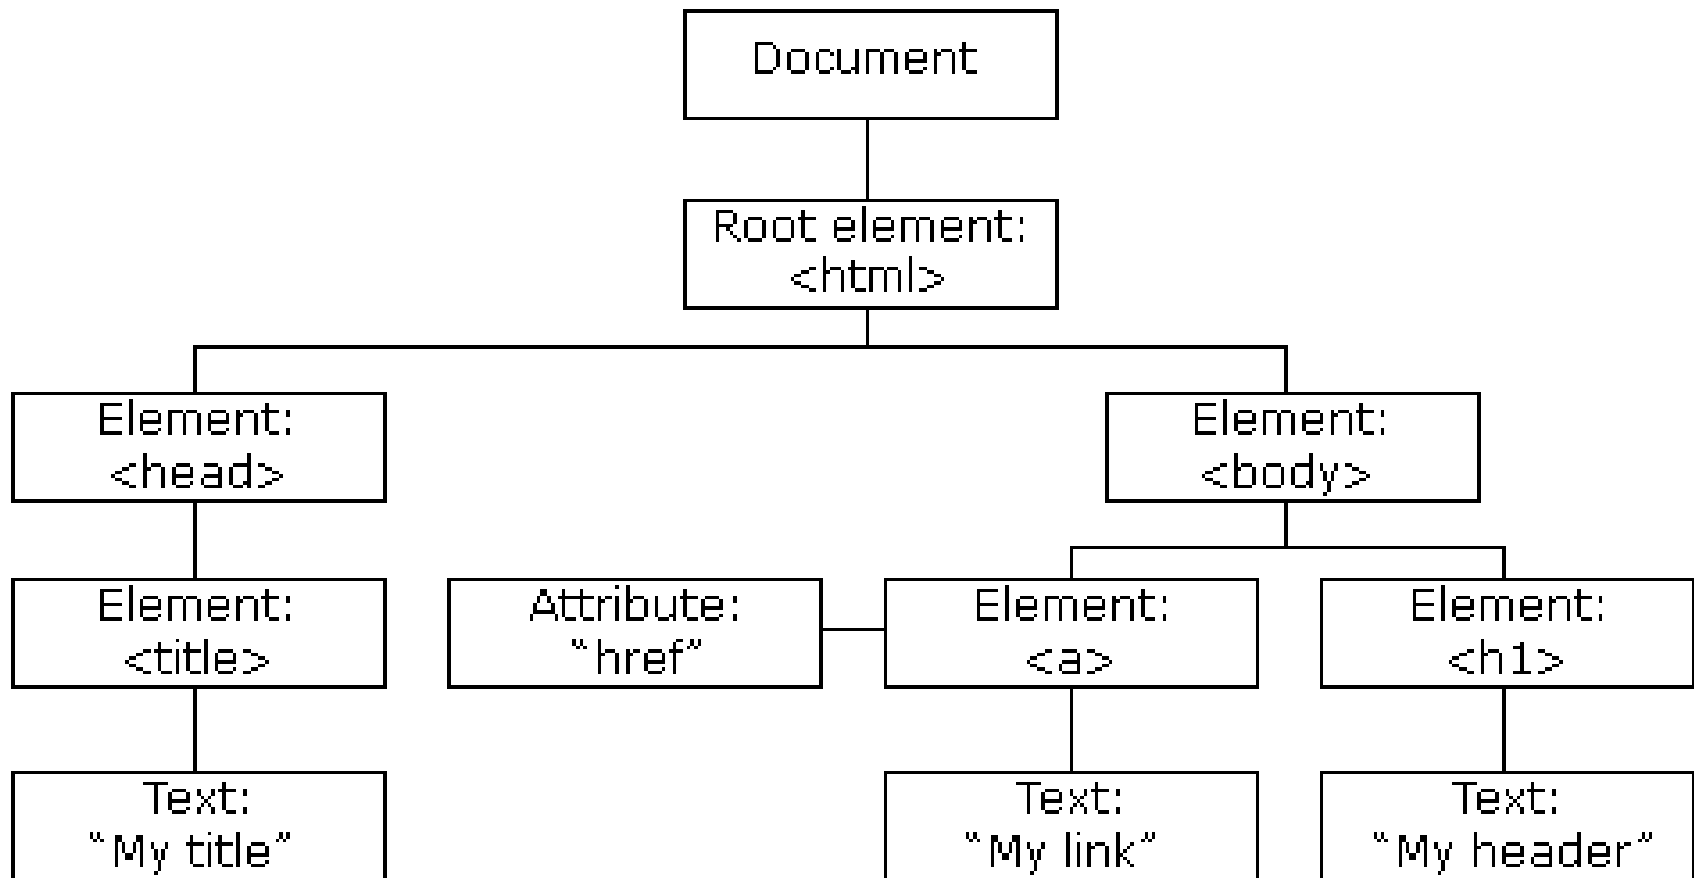 Document
Root element:
<html>
Element:
<head>
Element:
<body>
Element:
<title>
Attribute:
“href”
Element:
<a>
Element:
<h1>
Text:
“My title”
Text:
“My link”
Text:
“My header”